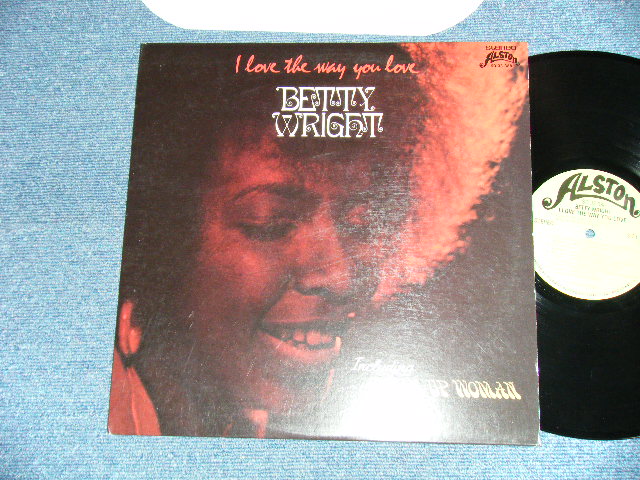 I love the way you love
STEREO
ALSTON
BETTY
WRIGHT
Including
UP WOMAN
ALSTON
BETTY WRIGHT
I LOVE THE WAY YOU LOVE